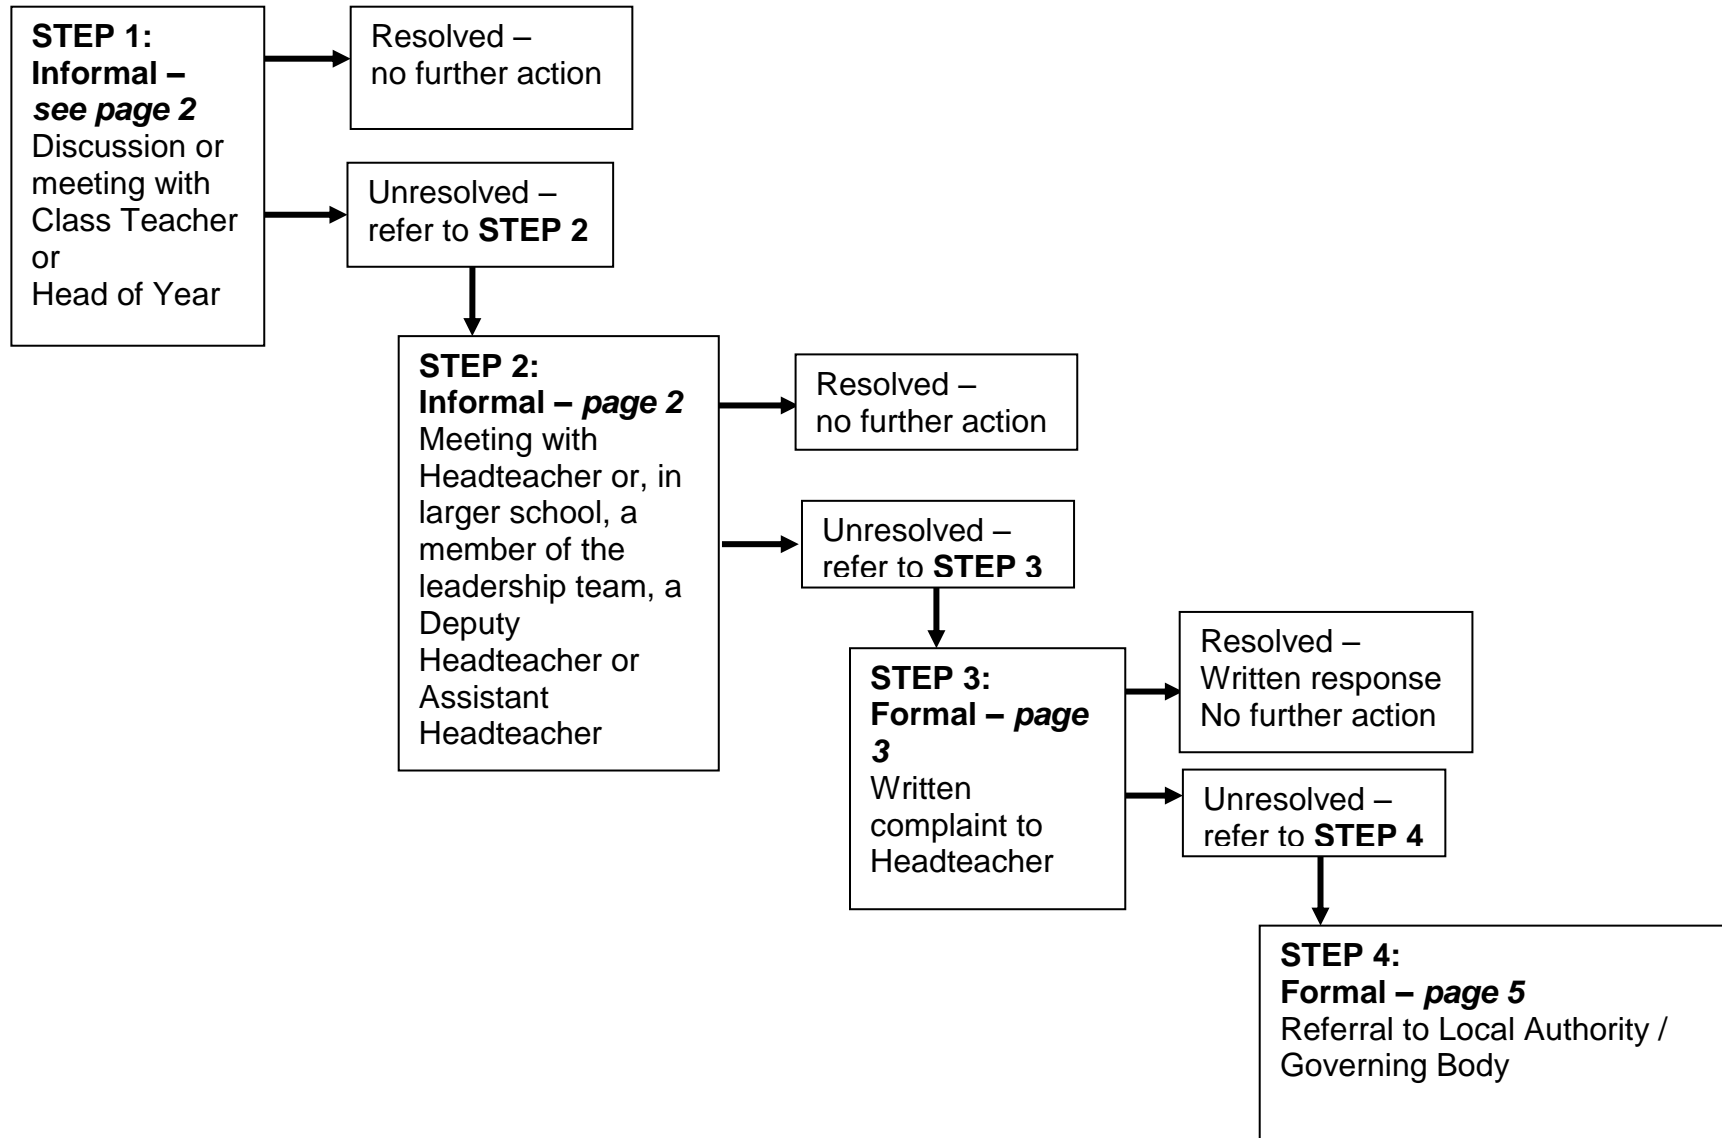 STEP 1:
Informal –
see page 2
Discussion or
meeting with
Class Teacher
or
Head of Year
Resolved –
no further action
Unresolved –
refer to STEP 2
STEP 2:
Informal – page 2
Meeting with
Headteacher or, in
larger school, a
member of the
leadership team, a
Deputy
Headteacher or
Assistant
Headteacher
Resolved –
no further action
Unresolved –
refer to STEP 3
STEP 3:
Formal – page
3
Written
complaint to
Headteacher
Resolved –
Written response
No further action
Unresolved –
refer to STEP 4
STEP 4:
Formal – page 5
Referral to Local Authority /
Governing Body